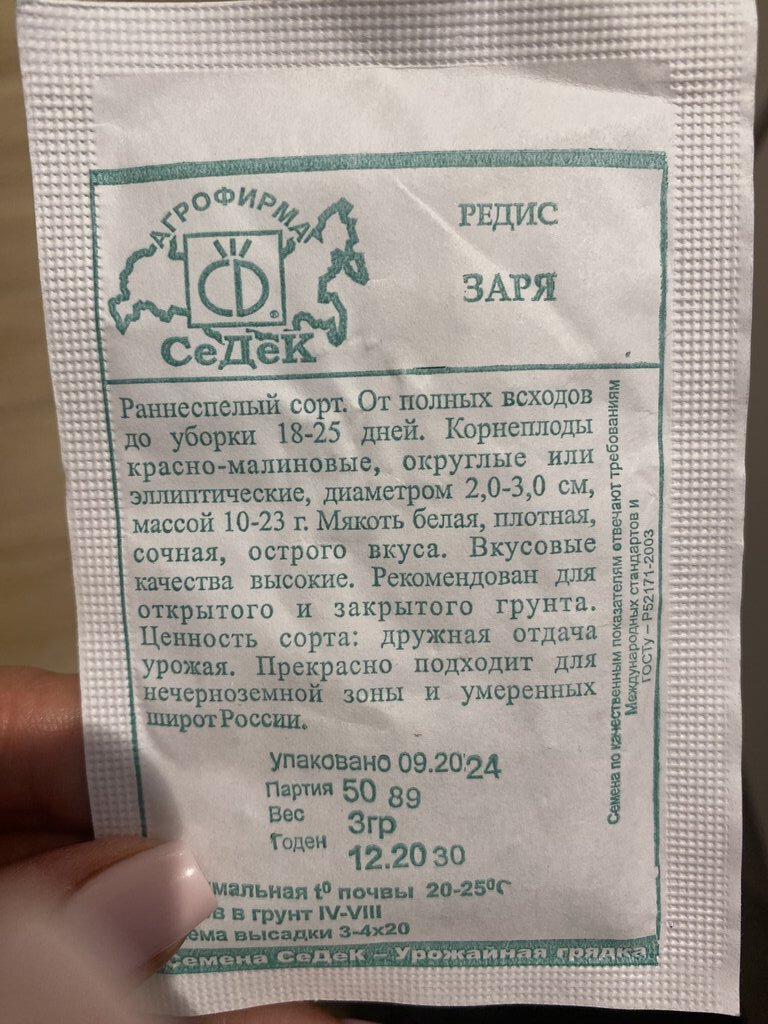 АГРОФИРМА
СеДеК
РЕДИС
ЗАРЯ
Раннеспелый сорт. От полных всходов
до уборки 18-25 дней. Корнеплоды
красно-малиновые, округлые или
эллиптические, диаметром 2,0-3,0 см,
массой 10-23 г. Мякоть белая, плотная,
сочная, острого вкуса. Вкусовые
качества высокие. Рекомендован для
открытого и закрытого грунта.
Ценность сорта: дружная отдача
урожая. Прекрасно подходит для
нечерноземной зоны и умеренных
широт России.
Семена по качественным показателям отвечают требованиям
Международных стандартов и
ГОСТу – Р52171-2003
Упаковано 09.2024
Партия 50 89
Вес 3гр
Годен 12.2030
мальная t⁰ почвы 20-25⁰С
в в грунт IV-VIII
ема высадки 3-4х20
Семена СеДеК – Урожайная грядка